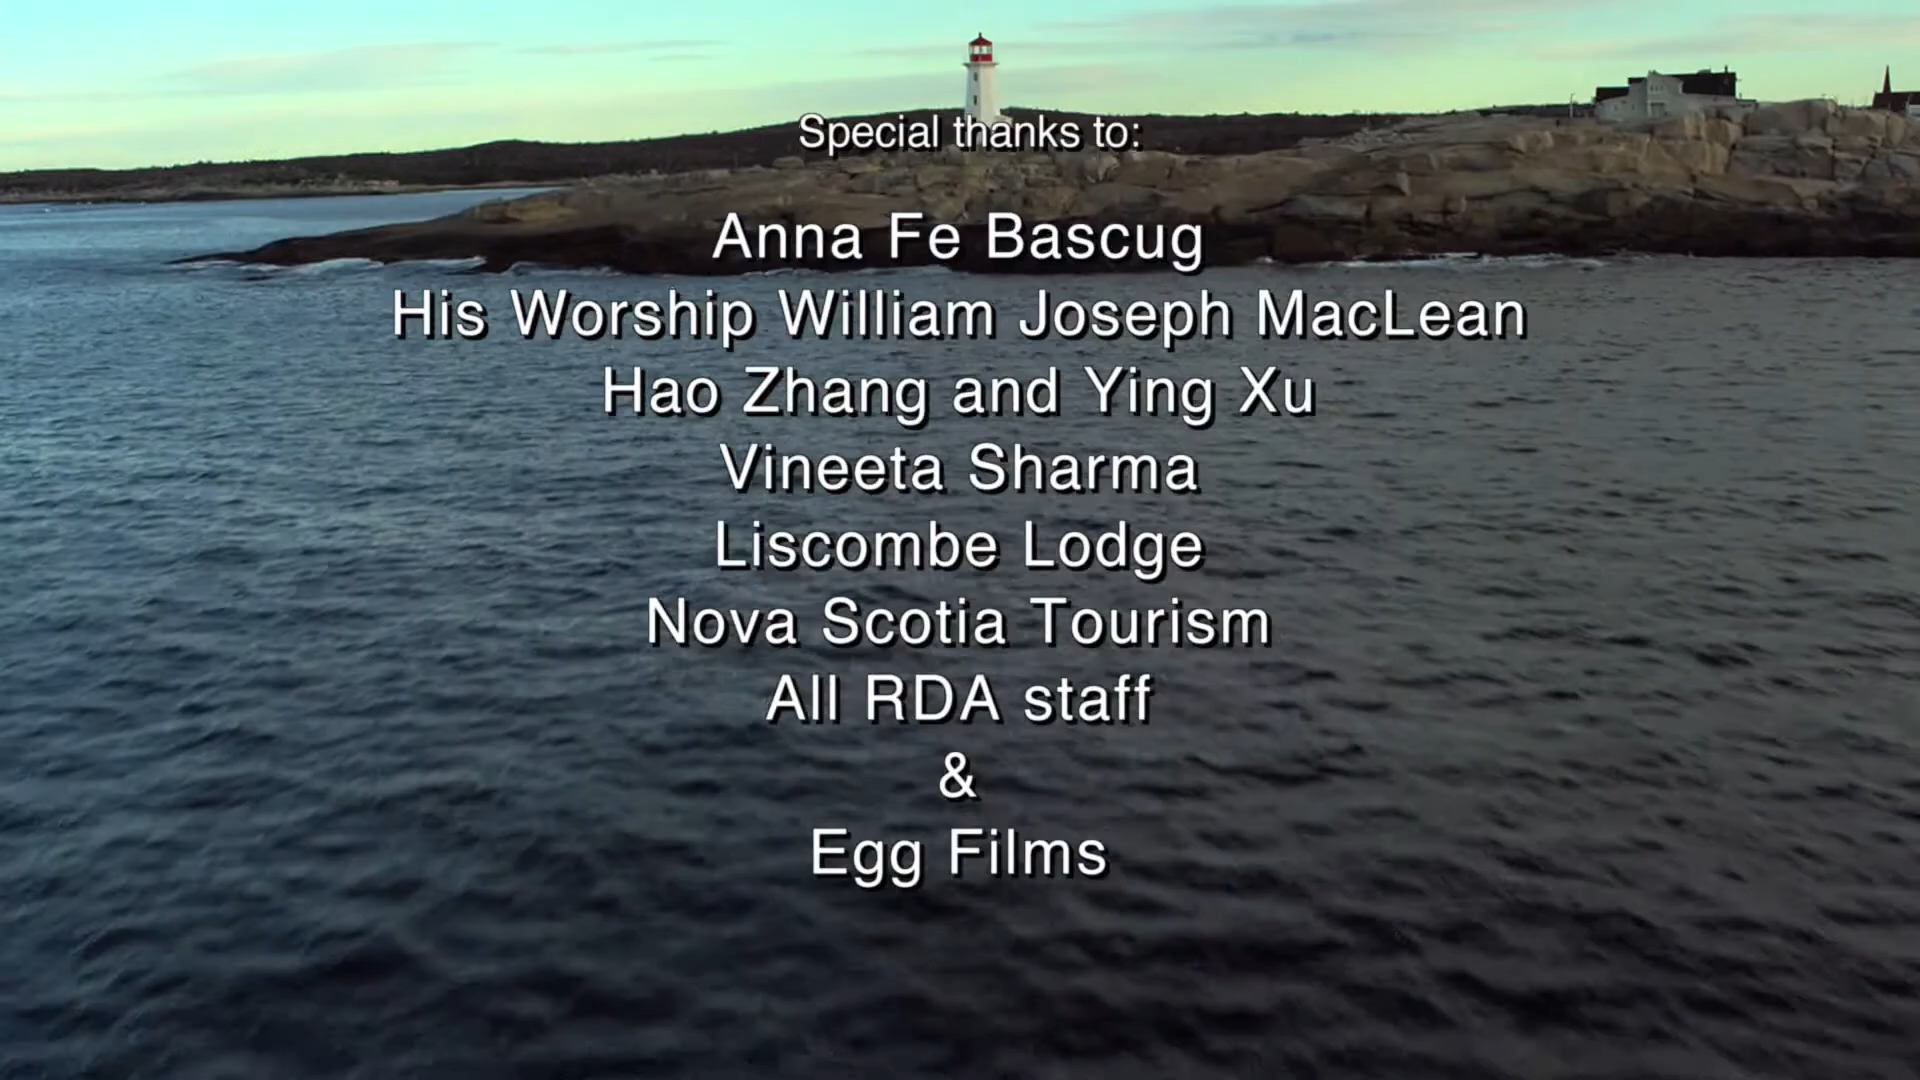 Special thanks to:
Anna Fe Bascug
His Worship William Joseph MacLean
Hao Zhang and Ying Xu
Vineeta Sharma
Liscombe Lodge
Nova Scotia Tourism
All RDA staff
&
Egg Films